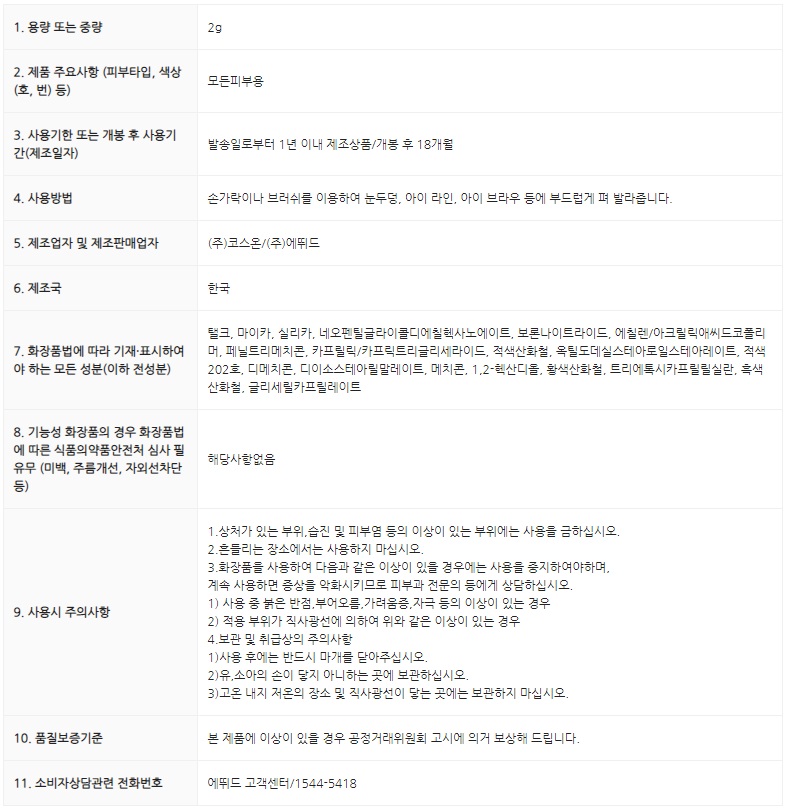 1. 용량 또는 중량
2g
2. 제품 주요사항 (피부타입, 색상
(호, 번) 등)
모든피부용
3. 사용기한 또는 개봉 후 사용기
간(제조일자)
발송일로부터 1년 이내 제조상품/개봉 후 18개월
4. 사용방법
손가락이나 브러쉬를 이용하여 눈두덩, 아이 라인, 아이 브라우 등에 부드럽게 펴 발라줍니다.
5. 제조업자 및 제조판매업자
(주)코스온/(주)에뛰드
6. 제조국
한국
7. 화장품법에 따라 기재·표시하여
야 하는 모든 성분(이하 전성분)
탤크, 마이카, 실리카, 네오펜틸글라이콜디에칠헥사노에이트, 보론나이트라이드, 에칠렌/아크릴릭애씨드코폴리
머, 페닐트리메치콘, 카프릴릭/카프릭트리글리세라이드, 적색산화철, 옥틸도데실스테아로일스테아레이트, 적색
202호, 디메치콘, 디이소스테아릴말레이트, 메치콘, 1,2-헥산디올, 황색산화철, 트리에톡시카프릴릴실란, 흑색
산화철, 글리세릴카프릴레이트
8. 기능성 화장품의 경우 화장품법
에 따른 식품의약품안전처 심사 필
유무 (미백, 주름개선, 자외선차단
등)
해당사항없음
9. 사용시 주의사항
1.상처가 있는 부위,습진 및 피부염 등의 이상이 있는 부위에는 사용을 금하십시오.
2.흔들리는 장소에서는 사용하지 마십시오.
3.화장품을 사용하여 다음과 같은 이상이 있을 경우에는 사용을 중지하여야하며,
계속 사용하면 증상을 악화시키므로 피부과 전문의 등에게 상담하십시오.
1) 사용 중 붉은 반점,부어오름,가려움증,자극 등의 이상이 있는 경우
2) 적용 부위가 직사광선에 의하여 위와 같은 이상이 있는 경우
4.보관 및 취급상의 주의사항
1)사용 후에는 반드시 마개를 닫아주십시오.
2)유,소아의 손이 닿지 아니하는 곳에 보관하십시오.
3)고온 내지 저온의 장소 및 직사광선이 닿는 곳에는 보관하지 마십시오.
10. 품질보증기준
본 제품에 이상이 있을 경우 공정거래위원회 고시에 의거 보상해 드립니다.
11. 소비자상담관련 전화번호
에뛰드 고객센터/1544-5418